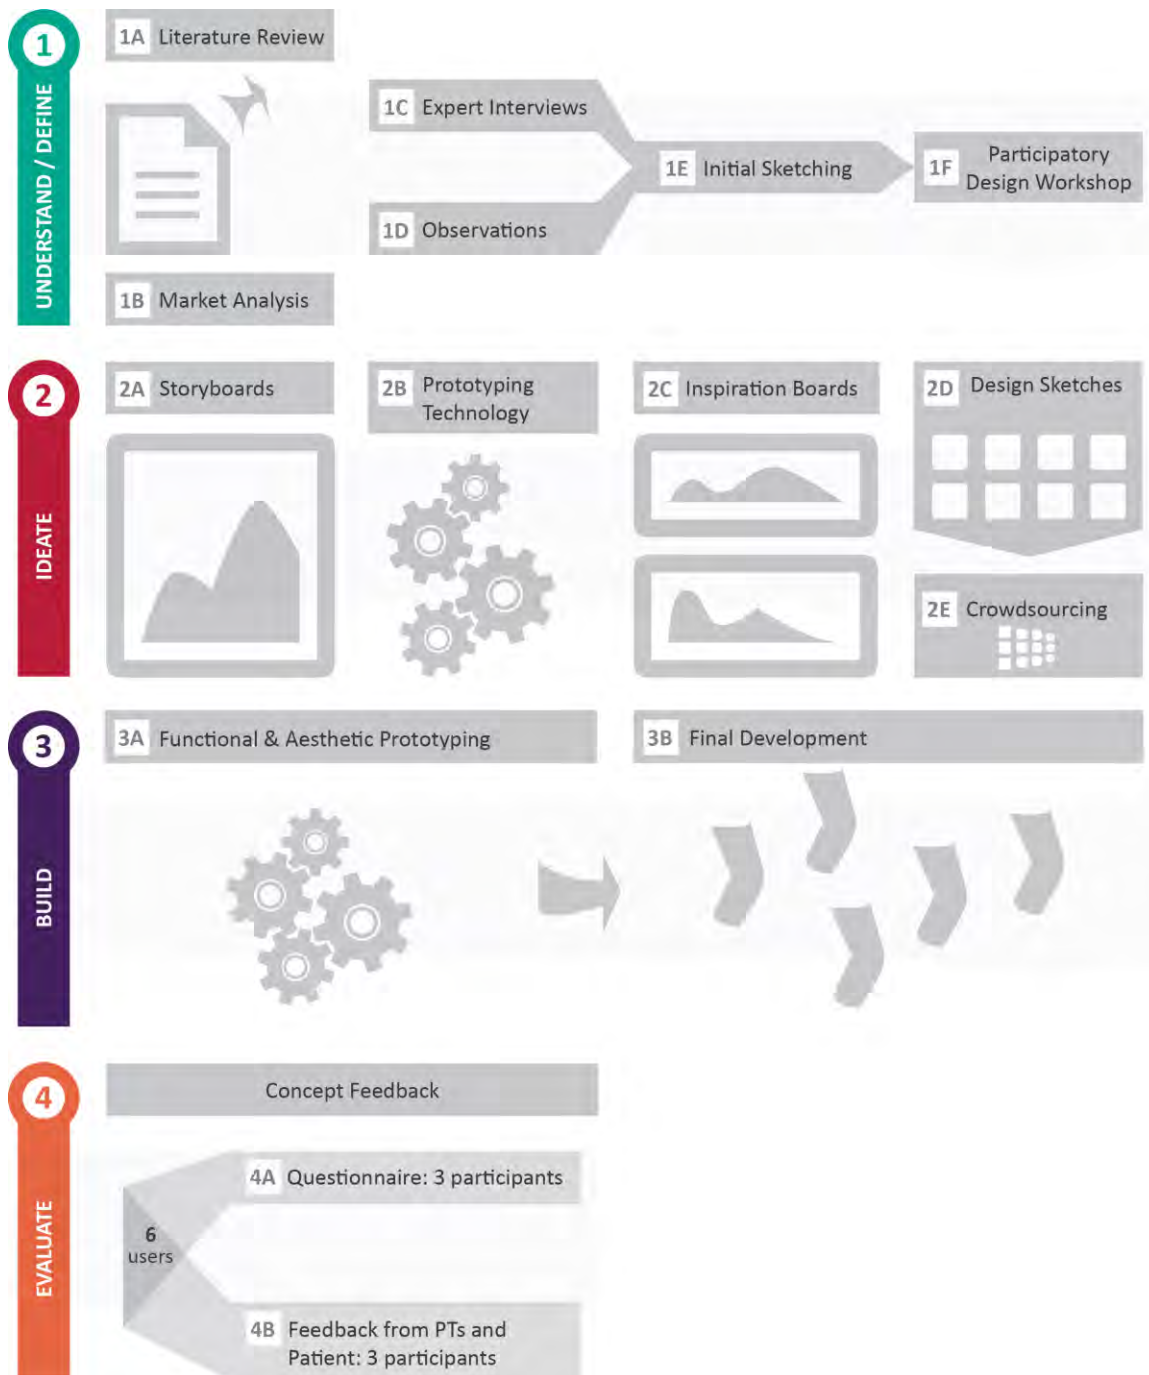 1
UNDERSTAND / DEFINE
1A Literature Review
1B Market Analysis
1C Expert Interviews
1D Observations
1E Initial Sketching
1F Participatory
Design Workshop
2
IDEATE
2A Storyboards
2B Prototyping
Technology
2C Inspiration Boards
2D Design Sketches
2E Crowdsourcing
3
BUILD
3A Functional & Aesthetic Prototyping
3B Final Development
4
EVALUATE
Concept Feedback
6
users
4A Questionnaire: 3 participants
4B Feedback from PTs and
Patient: 3 participants